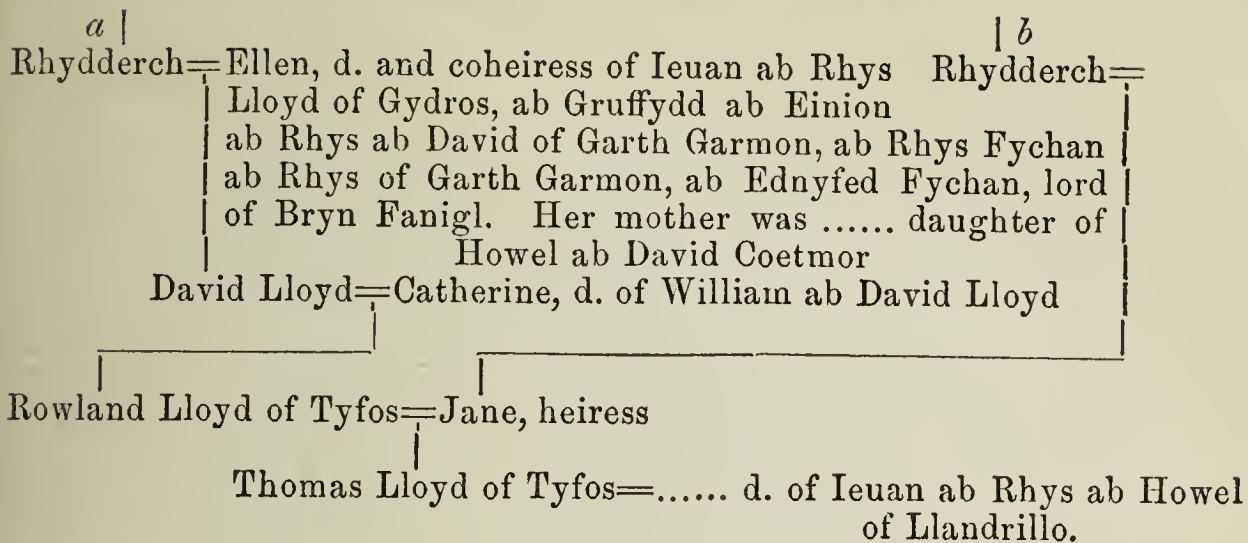 a | | b
Rhydderch=Ellen, d. and coheiress of Ieuan ab Rhys Rhydderch=
Lloyd of Gydros, ab Gruffydd ab Einion
ab Rhys ab David of Garth Garmon, ab Rhys Fychan
ab Rhys of Garth Garmon, ab Ednyfed Fychan, lord
of Bryn Fanigl. Her mother was ...... daughter of
Howel ab David Coetmor
David Lloyd=Catherine, d. of William ab David Lloyd
Rowland Lloyd of Tyfos=Jane, heiress
Thomas Lloyd of Tyfos=...... d. of Ieuan ab Rhys ab Howel
of Llandrillo.